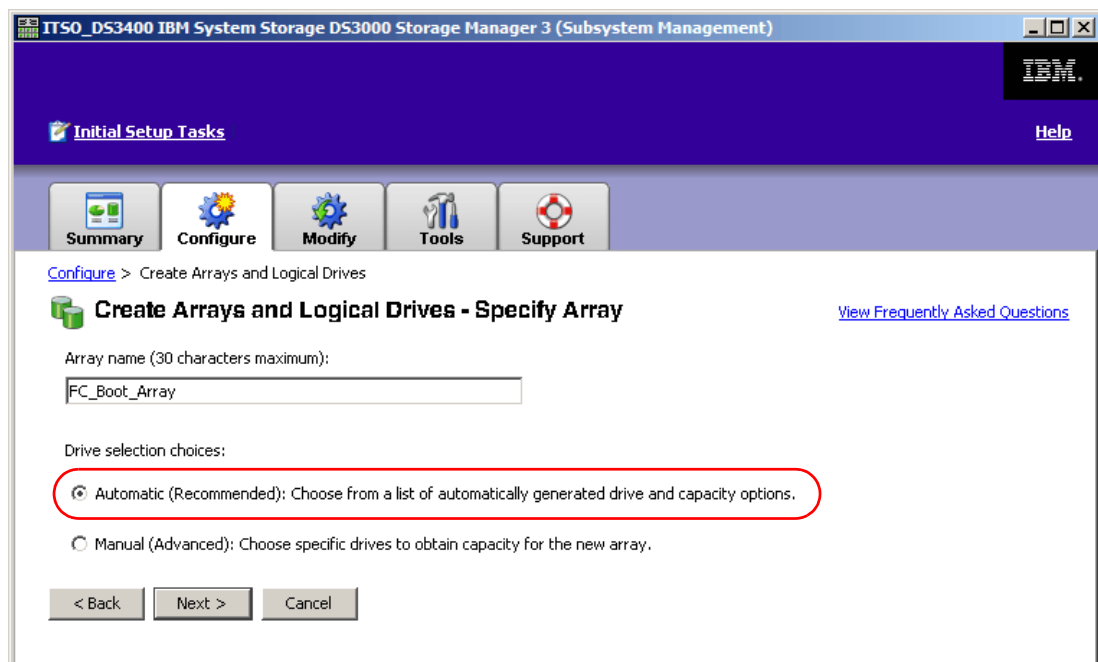 ITSO_DS3400 IBM System Storage DS3000 Storage Manager 3 (Subsystem Management)
IBM.
Initial Setup Tasks
Help
Summary
Configure
Modify
Tools
Support
Configure > Create Arrays and Logical Drives
Create Arrays and Logical Drives - Specify Array
View Frequently Asked Questions
Array name (30 characters maximum):
FC_Boot_Array
Drive selection choices:
Automatic (Recommended): Choose from a list of automatically generated drive and capacity options.
Manual (Advanced): Choose specific drives to obtain capacity for the new array.
< Back
Next >
Cancel